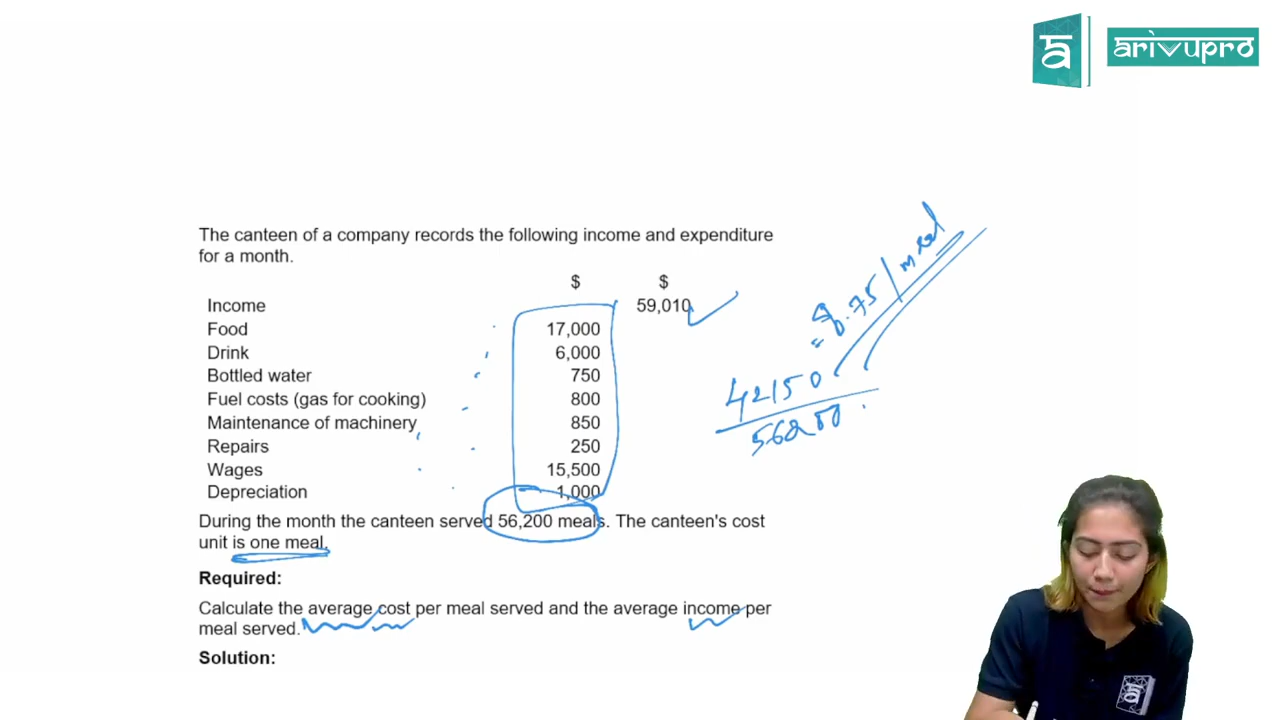 arivupro
The canteen of a company records the following income and expenditure
for a month.
$ $
Income 59,010
Food 17,000
Drink 6,000
Bottled water 750
Fuel costs (gas for cooking) 800
Maintenance of machinery 850
Repairs 250
Wages 15,500
Depreciation 1,000
During the month the canteen served 56,200 meals. The canteen's cost
unit is one meal.
Required:
Calculate the average cost per meal served and the average income per
meal served.
Solution:
42150
56200
= 0.75/meal